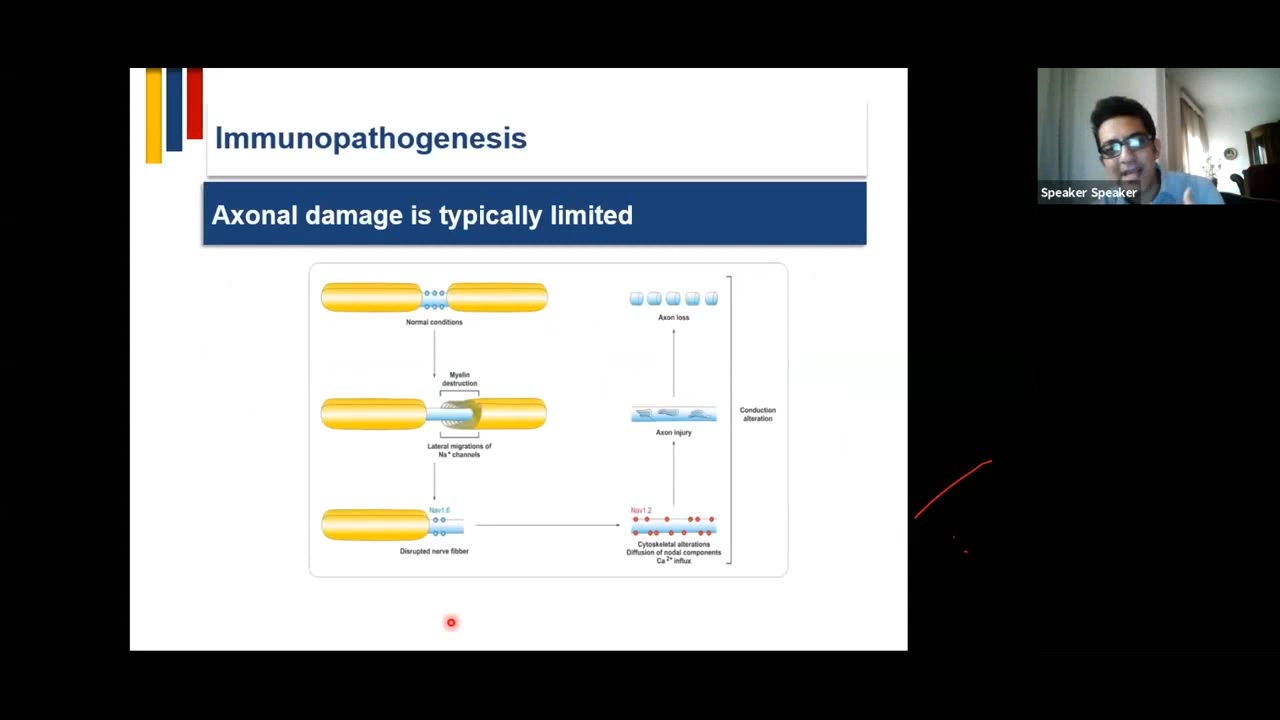 Immunopathogenesis
Axonal damage is typically limited
Normal conditions
Myelin
destruction
Lateral migrations of
Na⁺ channels
Nav1.6
Disrupted nerve fibber
Nav1.2
Cytoskeletal alterations
Diffusion of nodal components
Ca²⁺ influx
Axon injury
Axon loss
Conduction
alteration
Speaker Speaker